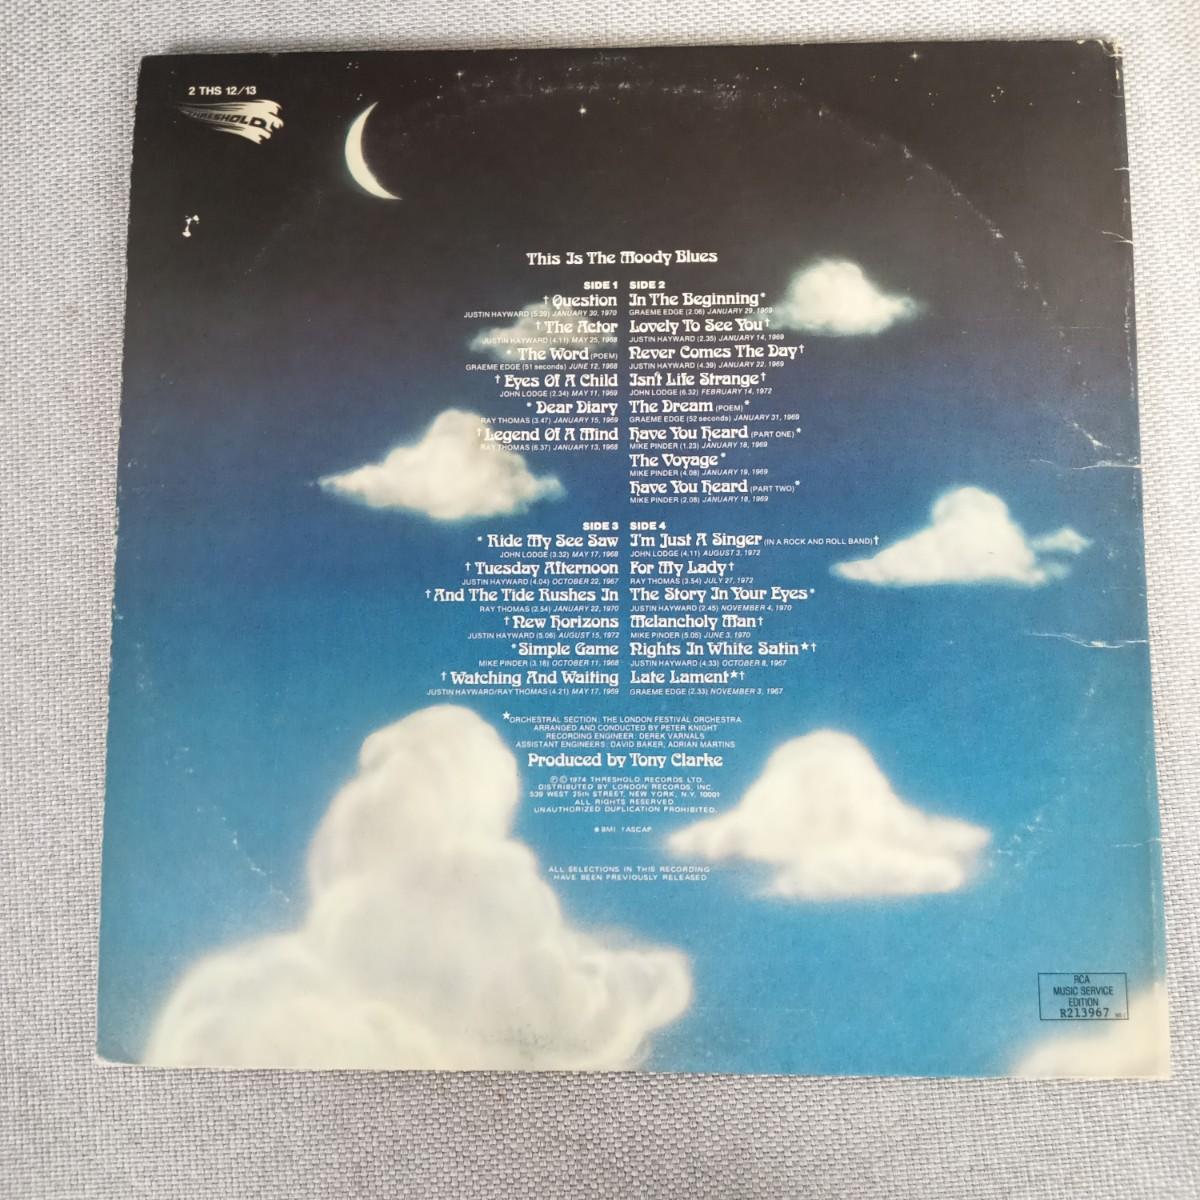 2 THS 12/13
THRESHOLD
This Is The Moody Blues
SIDE 1
† Question
JUSTIN HAYWARD (5.39) JANUARY 30, 1970
† The Actor
JUSTIN HAYWARD (4.11) MAY 25, 1968
* The Word (POEM)
GRAEME EDGE (51 seconds) JUNE 12, 1968
† Eyes Of A Child
JOHN LODGE (2.34) MAY 11, 1969
* Dear Diary
RAY THOMAS (3.47) JANUARY 15, 1969
† Legend Of A Mind
RAY THOMAS (6.37) JANUARY 13, 1968
SIDE 2
In The Beginning*
GRAEME EDGE (2.06) JANUARY 29, 1969
Lovely To See You†
JUSTIN HAYWARD (2.35) JANUARY 14, 1969
Never Comes The Day†
JUSTIN HAYWARD (4.39) JANUARY 22, 1969
Isn't Life Strange†
JOHN LODGE (6.32) FEBRUARY 14, 1972
The Dream (POEM)*
GRAEME EDGE (52 seconds) JANUARY 31, 1969
Have You Heard (PART ONE)*
MIKE PINDER (1.23) JANUARY 18, 1969
The Voyage*
MIKE PINDER (4.08) JANUARY 19, 1969
Have You Heard (PART TWO)*
MIKE PINDER (2.08) JANUARY 18, 1969
SIDE 3
* Ride My See Saw
JOHN LODGE (3.32) MAY 17, 1968
† Tuesday Afternoon
JUSTIN HAYWARD (4.04) OCTOBER 22, 1967
† And The Tide Rushes In
RAY THOMAS (2.54) JANUARY 22, 1970
† New Horizons
JUSTIN HAYWARD (5.06) AUGUST 15, 1972
* Simple Game
MIKE PINDER (3.18) OCTOBER 11, 1968
† Watching And Waiting
JUSTIN HAYWARD/RAY THOMAS (4.21) MAY 17, 1969
SIDE 4
I'm Just A Singer (IN A ROCK AND ROLL BAND)†
JOHN LODGE (4.11) AUGUST 3, 1972
For My Lady†
RAY THOMAS (3.54) JULY 27, 1972
The Story In Your Eyes*
JUSTIN HAYWARD (2.45) NOVEMBER 4, 1970
Melancholy Man†
MIKE PINDER (5.05) JUNE 3, 1970
Nights In White Satin★†
JUSTIN HAYWARD (4.33) OCTOBER 8, 1967
Late Lament★†
GRAEME EDGE (2.33) NOVEMBER 3, 1967
★ORCHESTRAL SECTION: THE LONDON FESTIVAL ORCHESTRA
ARRANGED AND CONDUCTED BY PETER KNIGHT
RECORDING ENGINEER: DEREK VARNALS
ASSISTANT ENGINEERS: DAVID BAKER, ADRIAN MARTINS
Produced by Tony Clarke
℗ © 1974 THRESHOLD RECORDS LTD.
DISTRIBUTED BY LONDON RECORDS, INC.
539 WEST 25th STREET, NEW YORK, N.Y. 10001
ALL RIGHTS RESERVED
UNAUTHORIZED DUPLICATION PROHIBITED.
* BMI †ASCAP
ALL SELECTIONS IN THIS RECORDING
HAVE BEEN PREVIOUSLY RELEASED
RCA
MUSIC SERVICE
EDITION
R213967